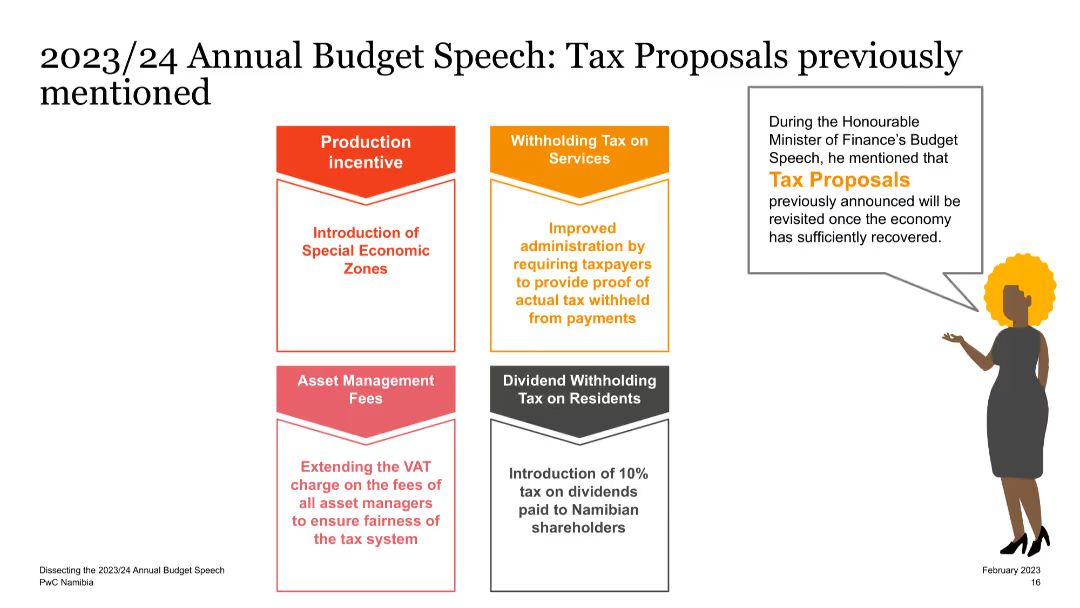 2023/24 Annual Budget Speech: Tax Proposals previously
mentioned
Production
incentive
Introduction of
Special Economic
Zones
Withholding Tax on
Services
Improved
administration by
requiring taxpayers
to provide proof of
actual tax withheld
from payments
Asset Management
Fees
Extending the VAT
charge on the fees of
all asset managers
to ensure fairness of
the tax system
Dividend Withholding
Tax on Residents
Introduction of 10%
tax on dividends
paid to Namibian
shareholders
During the Honourable
Minister of Finance's Budget
Speech, he mentioned that
Tax Proposals
previously announced will be
revisited once the economy
has sufficiently recovered.
Dissecting the 2023/24 Annual Budget Speech
PwC Namibia
February 2023
16